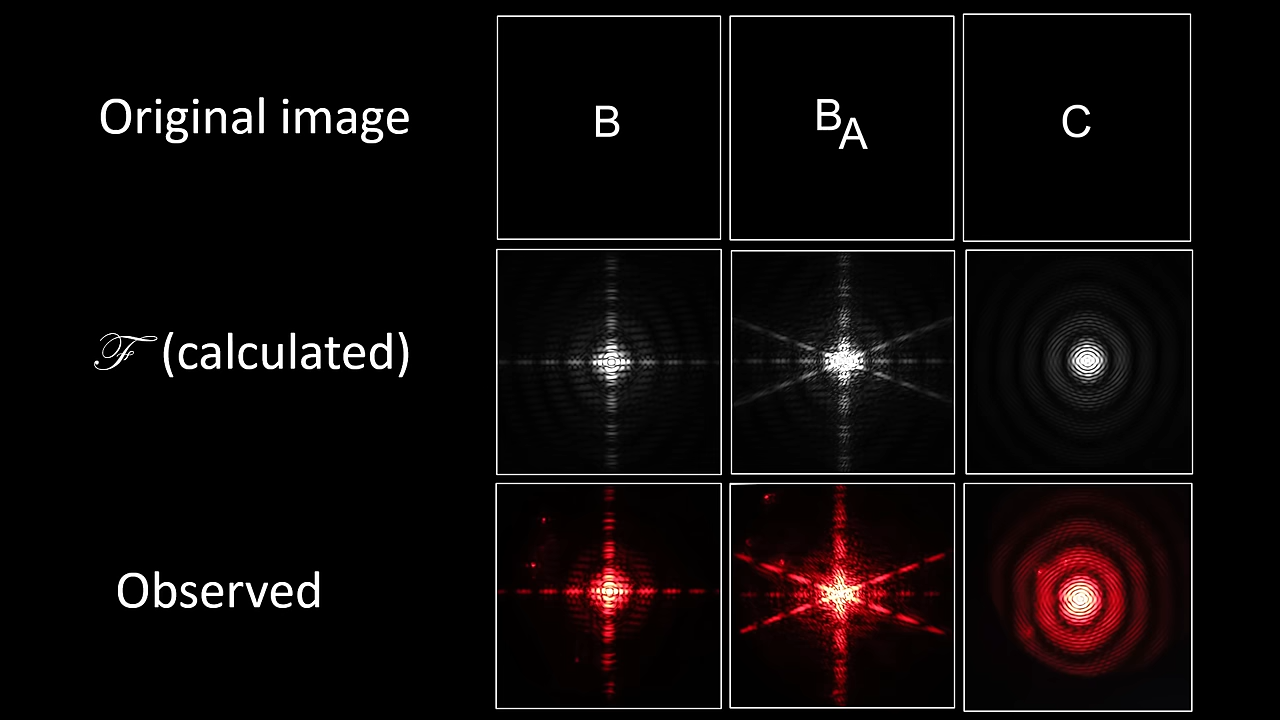 Original image
B
B
A
C
ℱ (calculated)
Observed